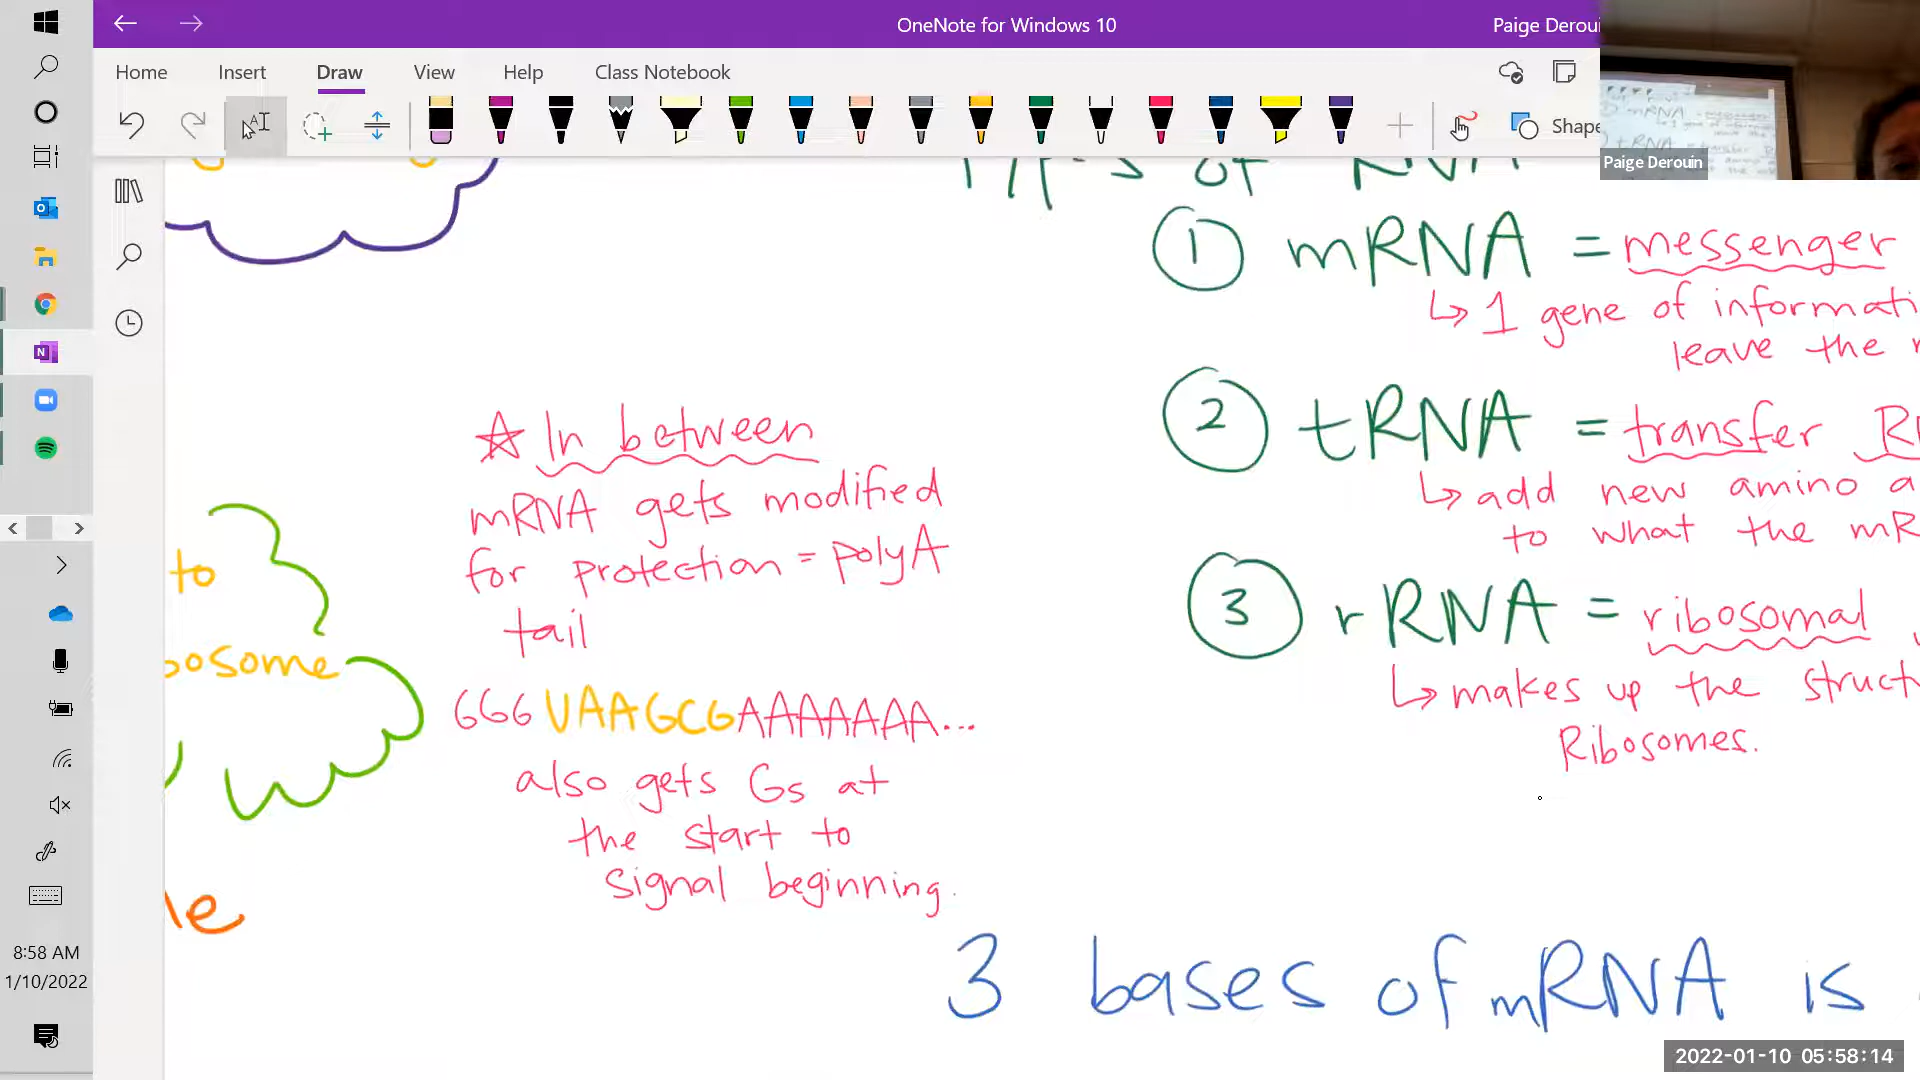 OneNote for Windows 10
Paige Deroui
Home Insert Draw View Help Class Notebook
Shape
Paige Derouin
of RNA
1 mRNA = messenger
↳ 1 gene of informati
leave the
2 tRNA = transfer R
↳ add new amino a
to what the mR
3 rRNA = ribosomal
↳ makes up the struct
Ribosomes.
☆ In between
mRNA gets modified
for protection = polyA
tail
GGGUAAGCGAAAAAAA...
also gets Gs at
the start to
signal beginning.
to
bosome
le
3 bases of mRNA is
8:58 AM
1/10/2022
2022-01-10 05:58:14